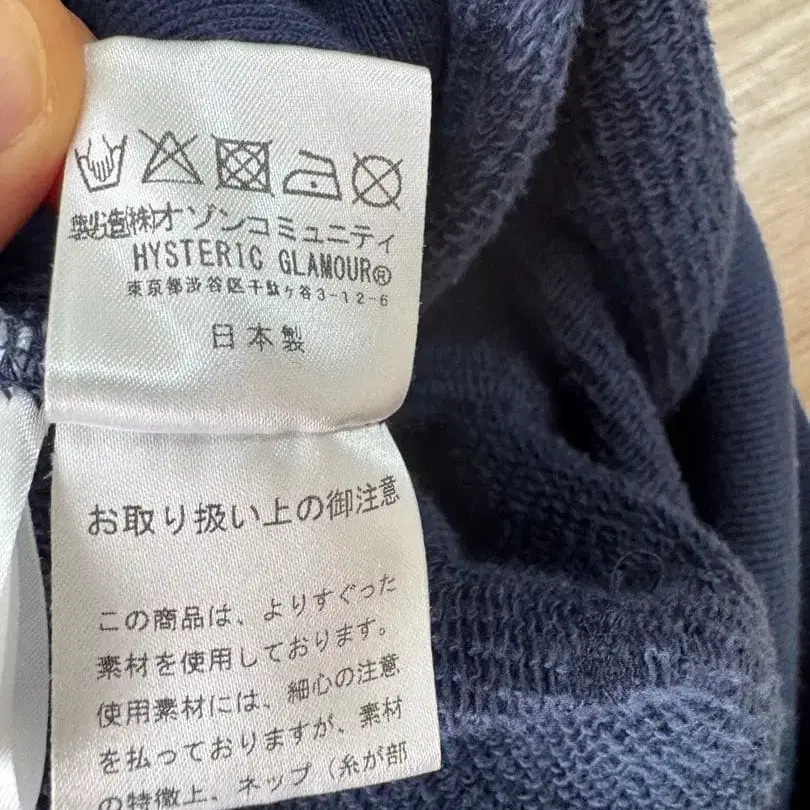 製造(株)オゾンコミュニティ
HYSTERIC GLAMOUR®
東京都渋谷区千駄ヶ谷3-12-6
日本製
お取り扱い上の御注意
この商品は、よりすぐった
素材を使用しております。
使用素材には、細心の注意
を払っておりますが、素材
の特徴上、ネップ（糸が部